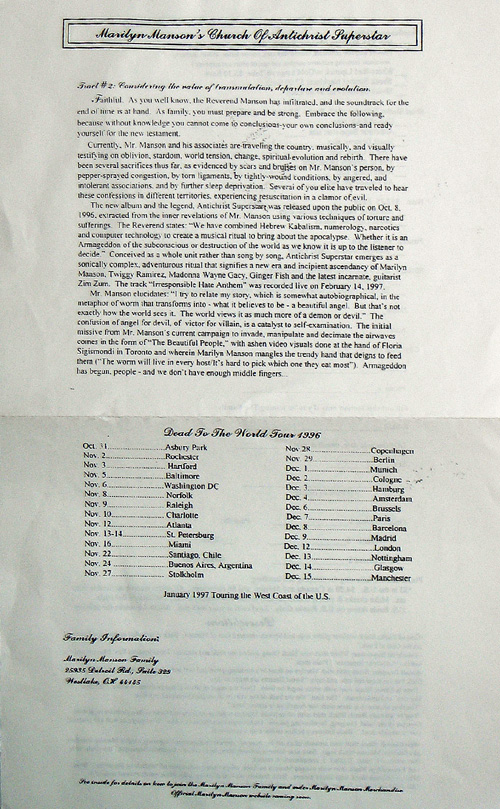 Marilyn Manson's Church Of Antichrist Superstar
Tract #2: Considering the value of transmutation, departure and evolution.
Faithful. As you well know, the Reverend Manson has infiltrated, and the soundtrack for the
end of time is at hand. As family, you must prepare and be strong. Embrace the following,
because without knowledge you cannot come to conclusions-your own conclusions-and ready
yourself for the new testament.
Currently, Mr. Manson and his associates are traveling the country, musically, and visually
testifying on oblivion, stardom, world tension, change, spiritual-evolution and rebirth. There have
been several sacrifices thus far, as evidenced by scars and bruises on Mr. Manson's person, by
pepper-sprayed congestion, by torn ligaments, by tightly-wound conditions, by angered, and
intolerant associations, and by further sleep deprivation. Several of you elite have traveled to hear
these confessions in different territories, experiencing resuscitation in a clamor of evil.
The new album and the legend, Antichrist Superstar was released upon the public on Oct. 8,
1996, extracted from the inner revelations of Mr. Manson using various techniques of torture and
sufferings. The Reverend states: "We have combined Hebrew Kabalism, numerology, narcotics
and computer technology to create a musical ritual to bring about the apocalypse. Whether it is an
Armageddon of the subconscious or destruction of the world as we know it is up to the listener to
decide." Conceived as a whole unit rather than song by song, Antichrist Superstar emerges as a
sonically complex, adventurous ritual that signifies a new era and incipient ascendancy of Marilyn
Manson, Twiggy Ramirez, Madonna Wayne Gacy, Ginger Fish and the latest incarnate, guitarist
Zim Zum. The track "Irresponsible Hate Anthem" was recorded live on February 14, 1997.
Mr. Manson elucidates: "I try to relate my story, which is somewhat autobiographical, in the
metaphor of worm that transforms into - what it believes to be - a beautiful angel. But that's not
exactly how the world sees it. The world views it as much more of a demon or devil." The
confusion of angel for devil, of victor for villain, is a catalyst to self-examination. The initial
missive from Mr. Manson's current campaign to invade, manipulate and decimate the airwaves
comes in the form of "The Beautiful People," with ashen video visuals done at the hand of Floria
Sigismondi in Toronto and wherein Marilyn Manson mangles the trendy hand that deigns to feed
them ("The worm will live in every host/It's hard to pick which one they eat most"). Armageddon
has begun, people - and we don't have enough middle fingers...
Dead To The World Tour 1996
Oct. 31 Asbury Park
Nov. 2 Rochester
Nov. 3 Hartford
Nov. 5 Baltimore
Nov. 6 Washington DC
Nov. 8 Norfolk
Nov. 9 Raleigh
Nov. 10 Charlotte
Nov. 12 Atlanta
Nov. 13-14 St. Petersburg
Nov. 16 Miami
Nov. 22 Santiago, Chile
Nov. 24 Buenos Aires, Argentina
Nov. 27 Stolkholm
Nov. 28 Copenhagen
Nov. 29 Berlin
Dec. 1 Munich
Dec. 2 Cologne
Dec. 3 Hamburg
Dec. 4 Amsterdam
Dec. 6 Brussels
Dec. 7 Paris
Dec. 8 Barcelona
Dec. 9 Madrid
Dec. 12 London
Dec. 13 Nottingham
Dec. 14 Glasgow
Dec. 15 Manchester
January 1997 Touring the West Coast of the U.S.
Family Information:
Marilyn Manson Family
25935 Detroit Rd., Suite 329
Westlake, OH 44145
See inside for details on how to join the Marilyn Manson Family and order Marilyn Manson Merchandise
Official Marilyn Manson website coming soon.